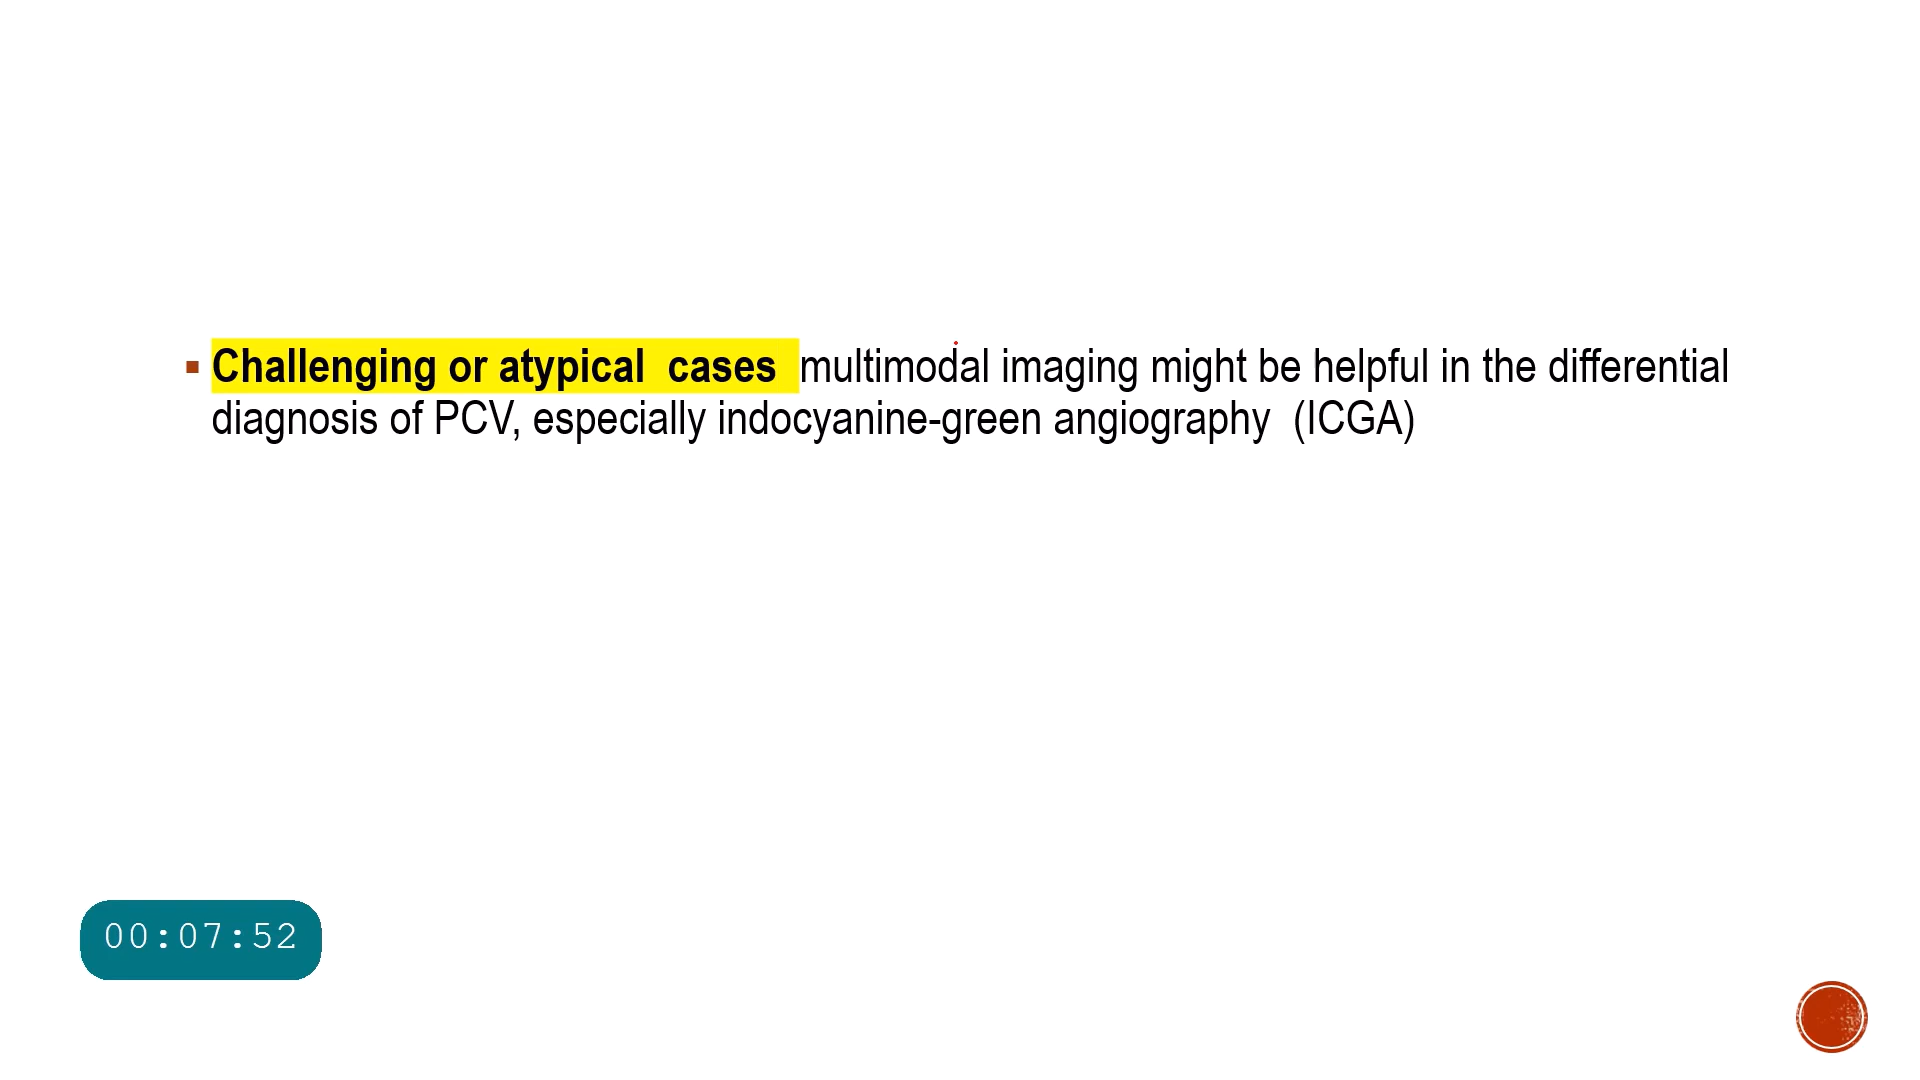 Challenging or atypical  cases  multimodal imaging might be helpful in the differential
diagnosis of PCV, especially indocyanine-green angiography  (ICGA)
00:07:52